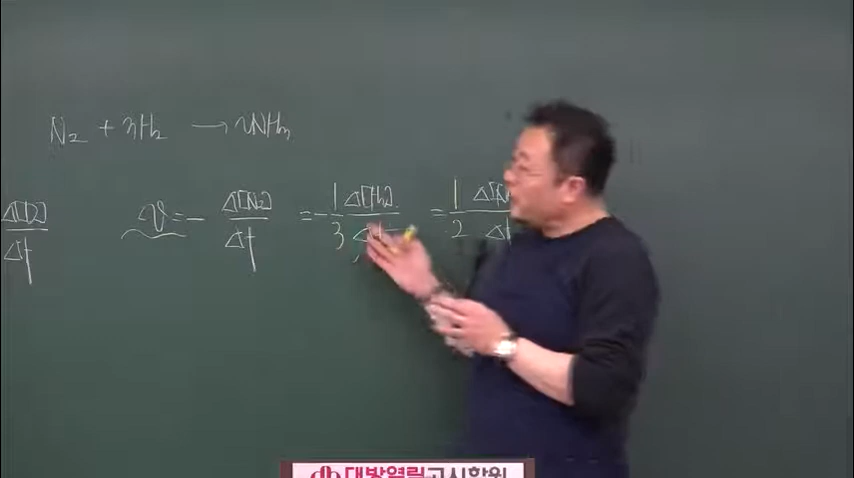 N₂ + 3H₂ → 2NH₃
Δ[D]/Δt
v = - Δ[N₂]/Δt = - 1/3 Δ[H₂]/Δt = 1/2 Δ[N
대방열림고시학원